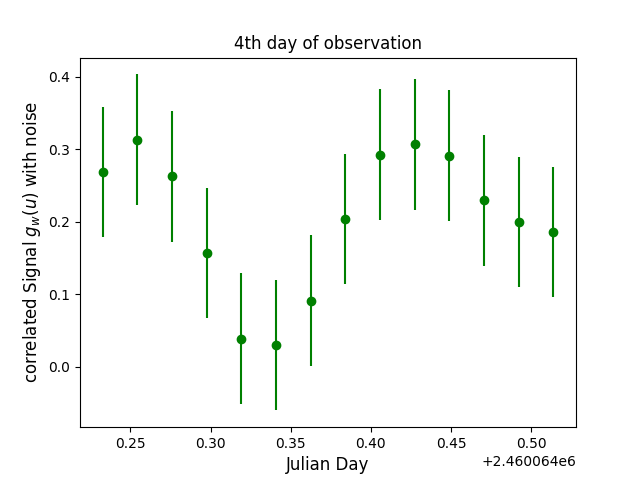 4th day of observation
correlated Signal g_w(u) with noise
0.4
0.3
0.2
0.1
0.0
0.25 0.30 0.35 0.40 0.45 0.50
Julian Day
+2.460064e6